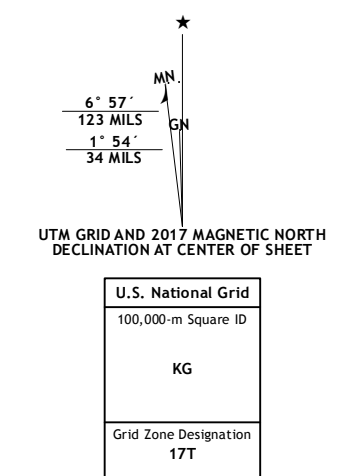 ★
MN
6° 57´
123 MILS
GN
1° 54´
34 MILS
UTM GRID AND 2017 MAGNETIC NORTH
DECLINATION AT CENTER OF SHEET
U.S. National Grid
100,000-m Square ID
KG
Grid Zone Designation
17T